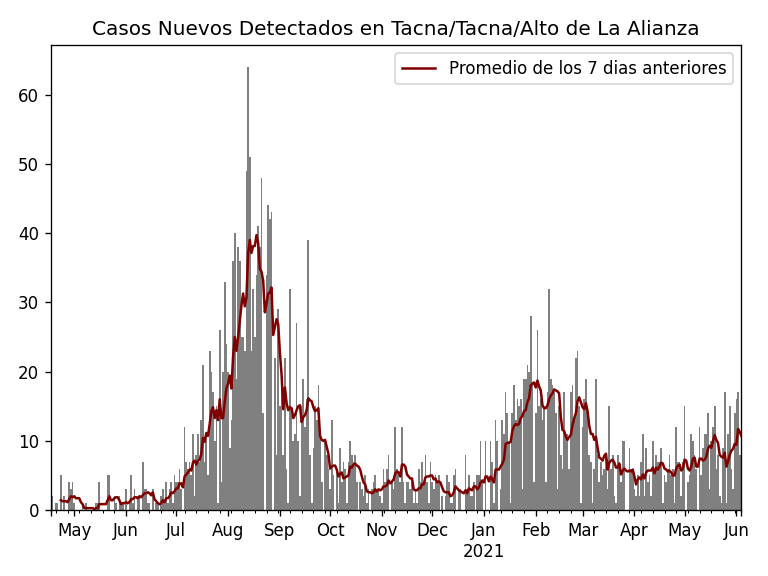 Casos Nuevos Detectados en Tacna/Tacna/Alto de La Alianza
Promedio de los 7 dias anteriores
60
50
40
30
20
10
0
May Jun Jul Aug Sep Oct Nov Dec Jan Feb Mar Apr May Jun
2021